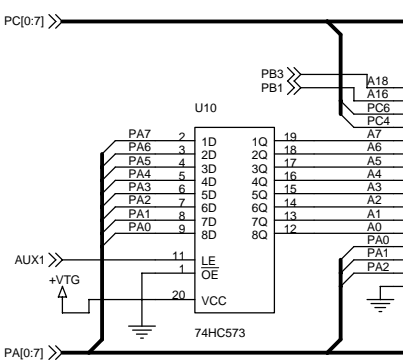 PC[0:7]
PB3
PB1
A18
A16
PC6
PC4
U10
PA7 2 1D 1Q 19 A7
PA6 3 2D 2Q 18 A6
PA5 4 3D 3Q 17 A5
PA4 5 4D 4Q 16 A4
PA3 6 5D 5Q 15 A3
PA2 7 6D 6Q 14 A2
PA1 8 7D 7Q 13 A1
PA0 9 8D 8Q 12 A0
PA0
PA1
PA2
AUX1 11 LE
1 OE
+VTG
20 VCC
74HC573
PA[0:7]